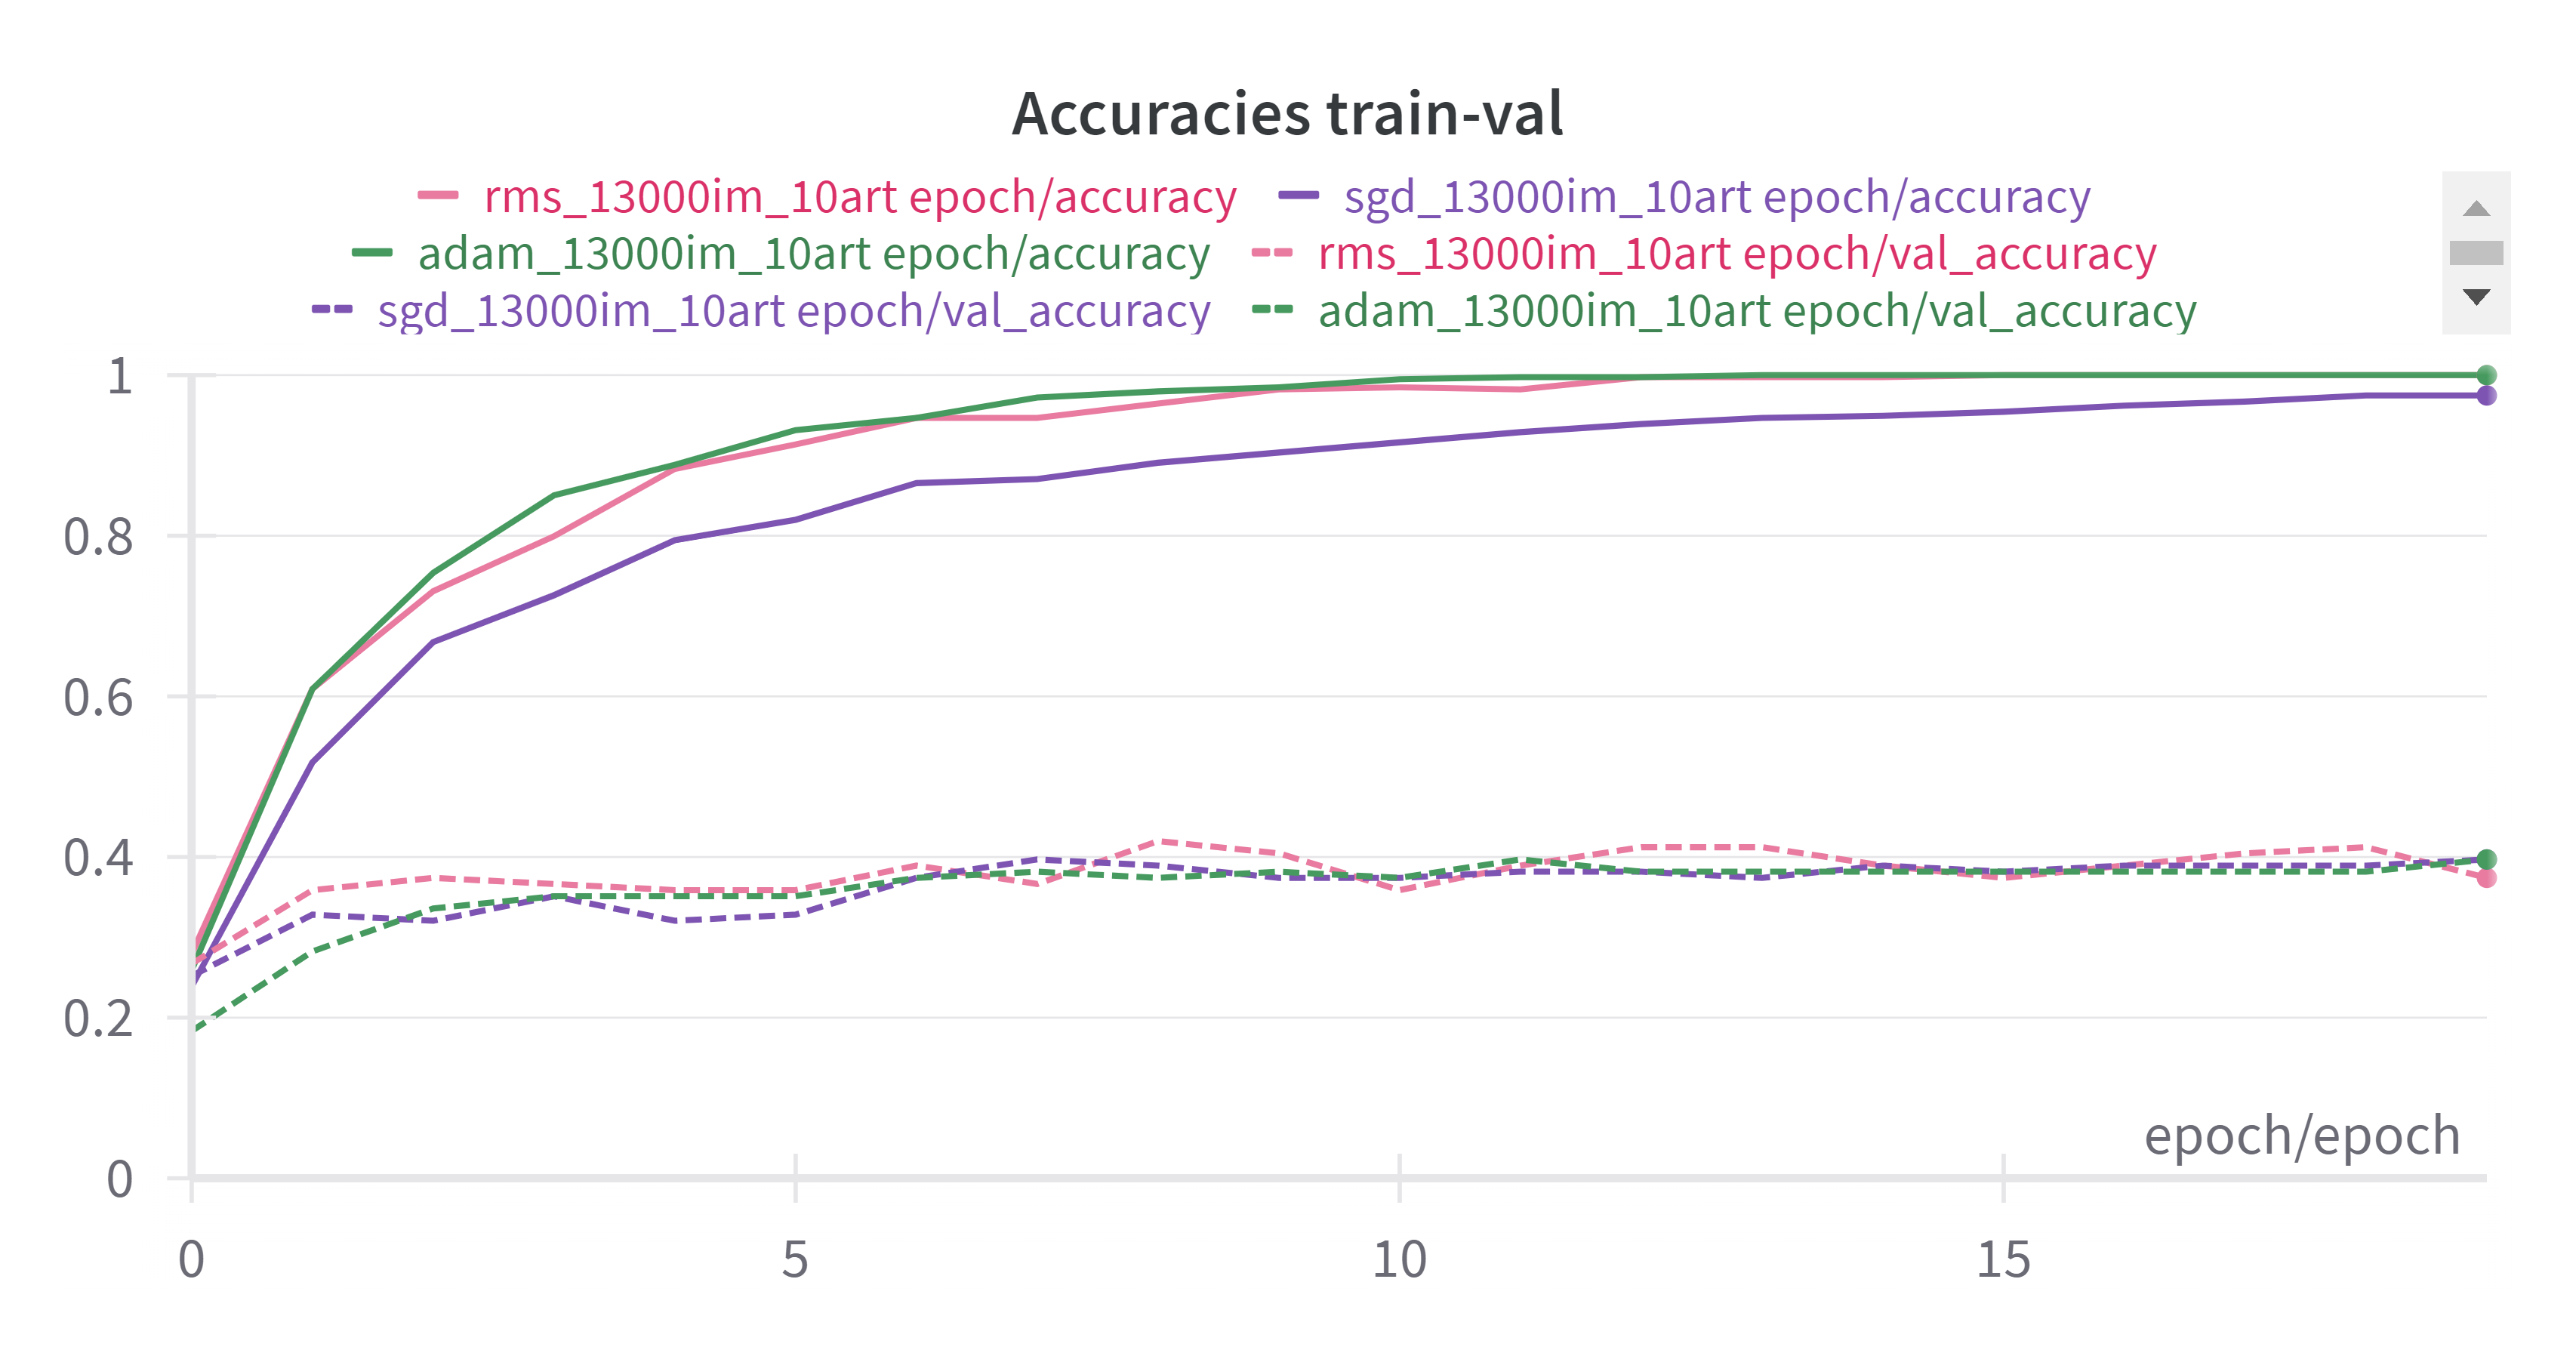 Accuracies train-val
rms_13000im_10art epoch/accuracy sgd_13000im_10art epoch/accuracy
adam_13000im_10art epoch/accuracy rms_13000im_10art epoch/val_accuracy
sgd_13000im_10art epoch/val_accuracy adam_13000im_10art epoch/val_accuracy
1
0.8
0.6
0.4
0.2
0
epoch/epoch
0 5 10 15